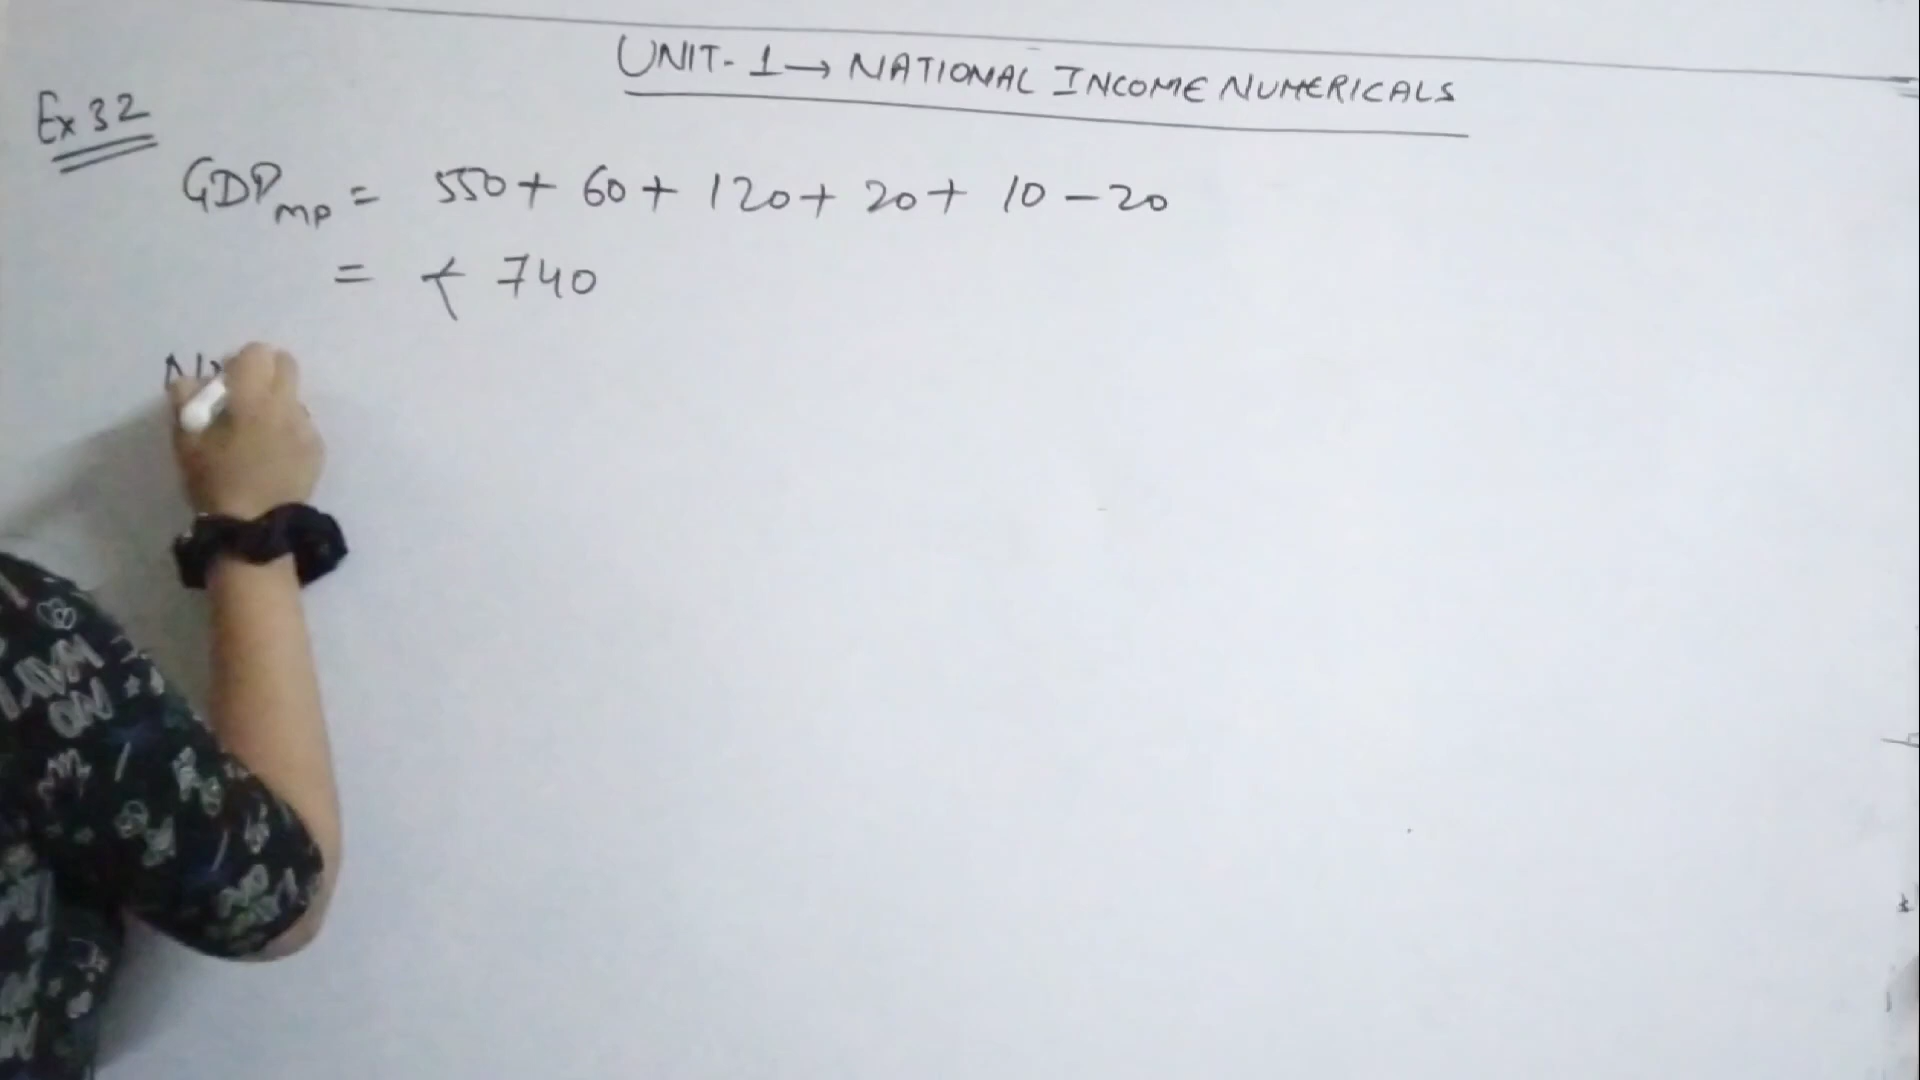 UNIT-1→ NATIONAL INCOME NUMERICALS
Ex 32
GDPMP = 550+ 60+ 120+ 20+ 10 -20
= ₹ 740